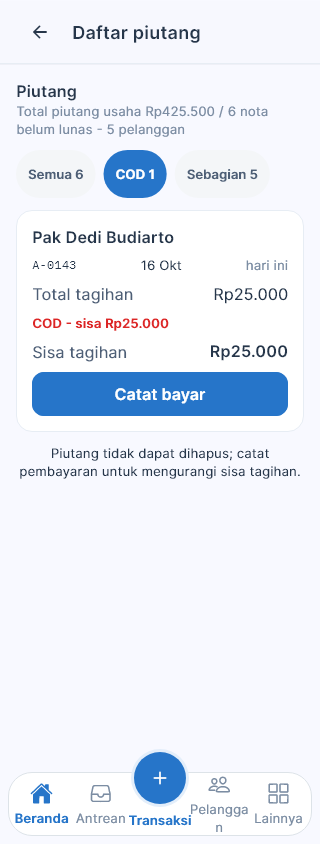 Daftar piutang
Piutang
Total piutang usaha Rp425.500 / 6 nota
belum lunas - 5 pelanggan
Semua 6
COD 1
Sebagian 5
Pak Dedi Budiarto
A-0143 16 Okt hari ini
Total tagihan Rp25.000
COD - sisa Rp25.000
Sisa tagihan Rp25.000
Catat bayar
Piutang tidak dapat dihapus; catat
pembayaran untuk mengurangi sisa tagihan.
Beranda
Antrean
Transaksi
Pelangga
n
Lainnya